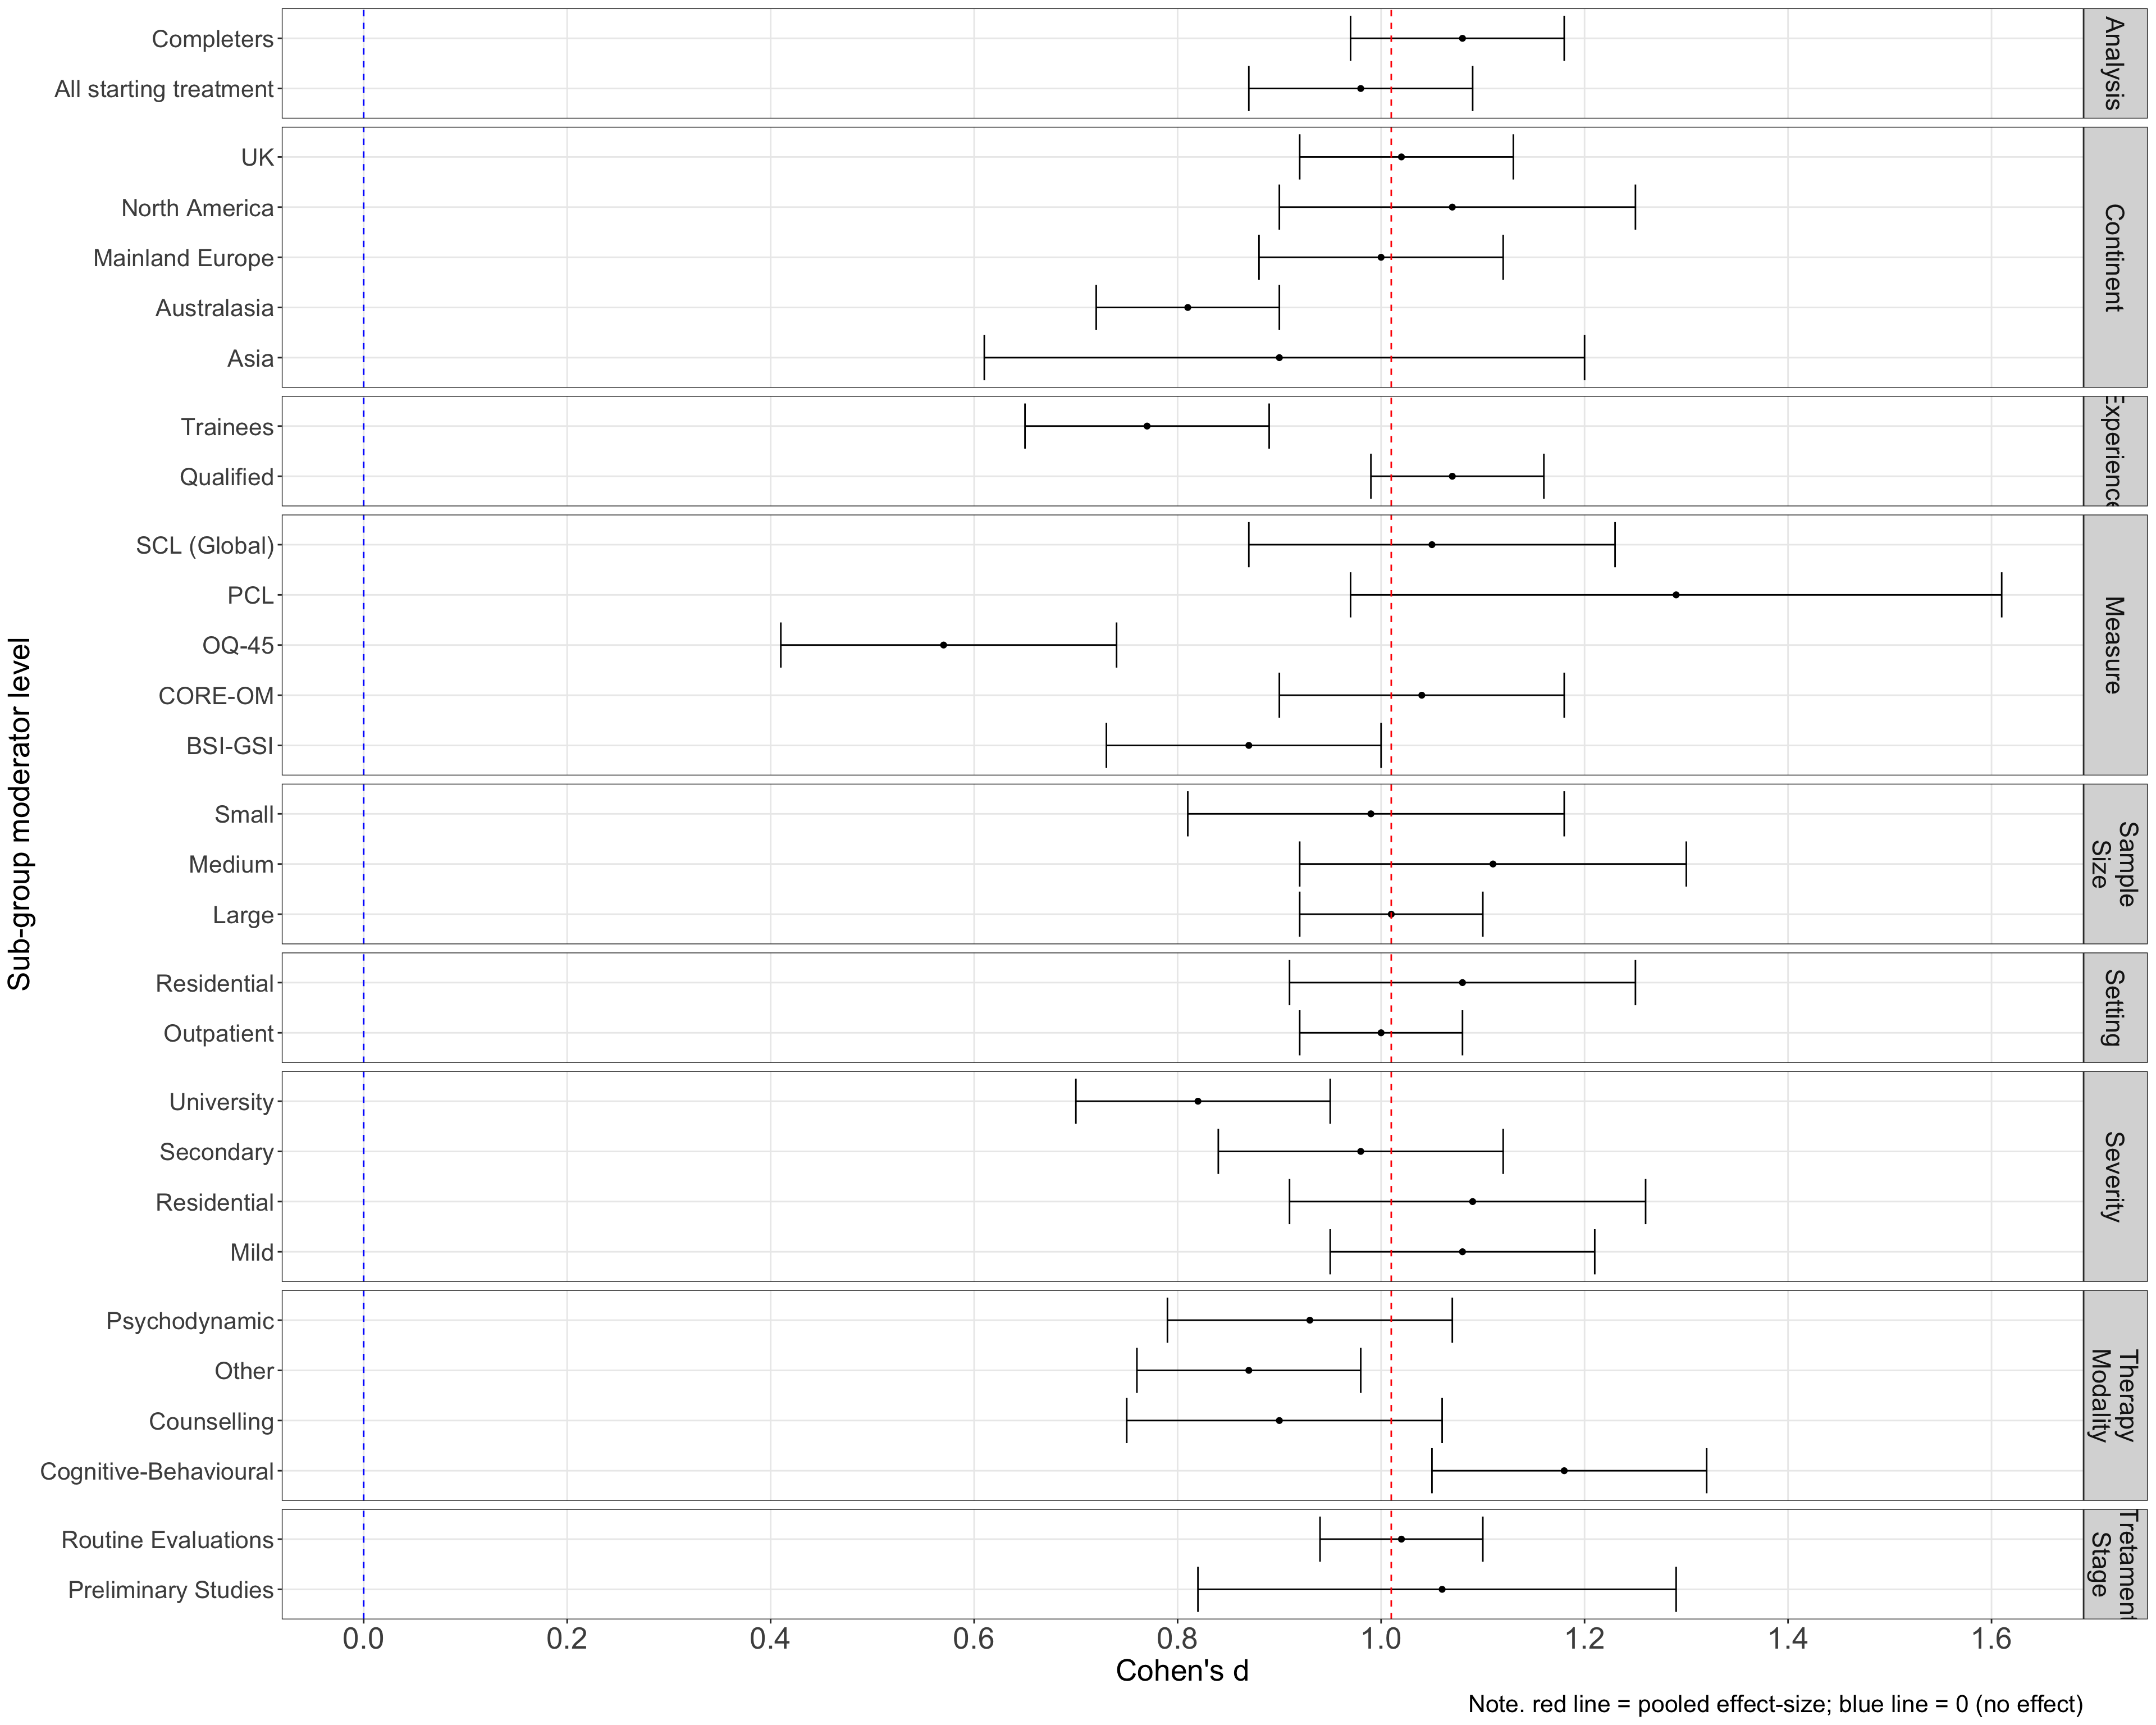 Completers
All starting treatment
Analysis
UK
North America
Mainland Europe
Australasia
Asia
Continent
Trainees
Qualified
Experience
SCL (Global)
PCL
OQ-45
CORE-OM
BSI-GSI
Measure
Small
Medium
Large
Sample
Size
Residential
Outpatient
Setting
University
Secondary
Residential
Mild
Severity
Psychodynamic
Other
Counselling
Cognitive-Behavioural
Therapy
Modality
Routine Evaluations
Preliminary Studies
Tretament
Stage
Sub-group moderator level
0.0 0.2 0.4 0.6 0.8 1.0 1.2 1.4 1.6
Cohen's d
Note. red line = pooled effect-size; blue line = 0 (no effect)